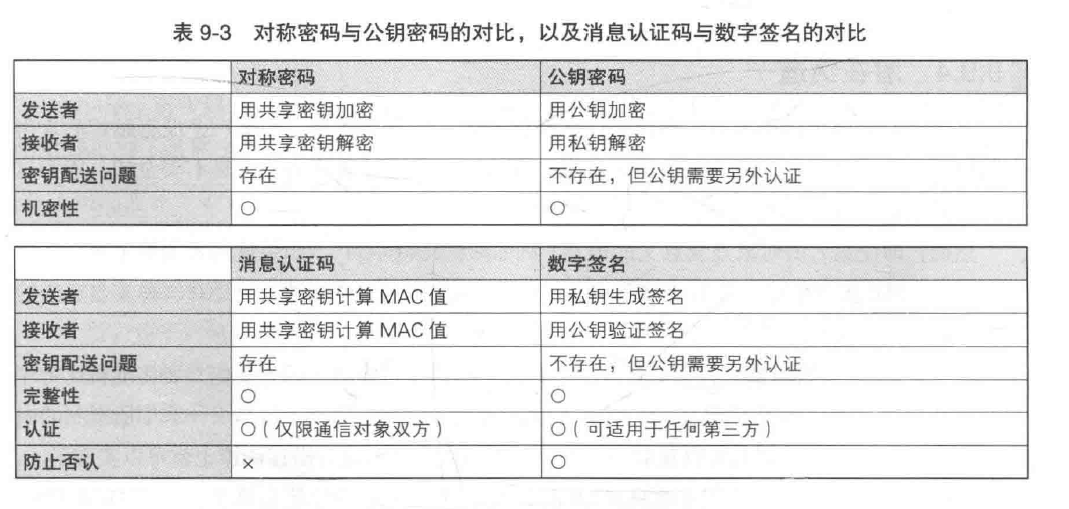 表 9-3 对称密码与公钥密码的对比，以及消息认证码与数字签名的对比
对称密码 公钥密码
发送者 用共享密钥加密 用公钥加密
接收者 用共享密钥解密 用私钥解密
密钥配送问题 存在 不存在，但公钥需要另外认证
机密性 ○ ○
消息认证码 数字签名
发送者 用共享密钥计算 MAC 值 用私钥生成签名
接收者 用共享密钥计算 MAC 值 用公钥验证签名
密钥配送问题 存在 不存在，但公钥需要另外认证
完整性 ○ ○
认证 ○（仅限通信对象双方） ○（可适用于任何第三方）
防止否认 × ○